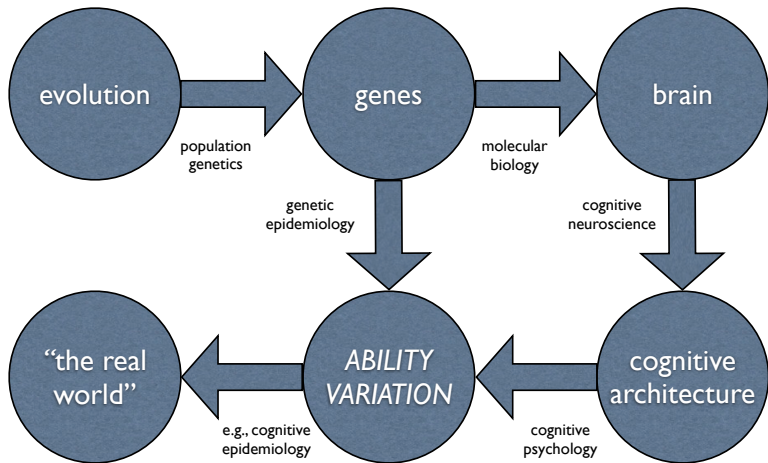 evolution
genes
brain
population
genetics
molecular
biology
genetic
epidemiology
cognitive
neuroscience
“the real
world”
ABILITY
VARIATION
cognitive
architecture
e.g., cognitive
epidemiology
cognitive
psychology